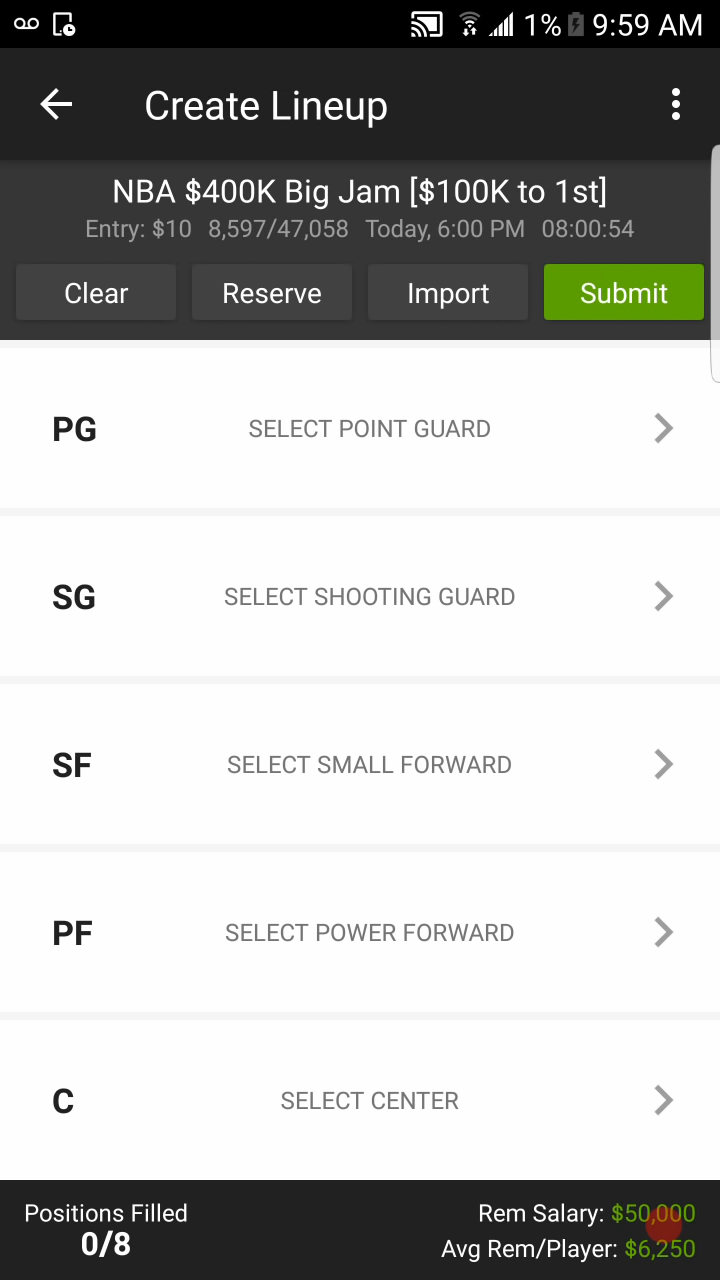 1% 9:59 AM
Create Lineup
NBA $400K Big Jam [$100K to 1st]
Entry: $10 8,597/47,058 Today, 6:00 PM 08:00:54
Clear Reserve Import Submit
PG SELECT POINT GUARD
SG SELECT SHOOTING GUARD
SF SELECT SMALL FORWARD
PF SELECT POWER FORWARD
C SELECT CENTER
Positions Filled
0/8
Rem Salary: $50,000
Avg Rem/Player: $6,250